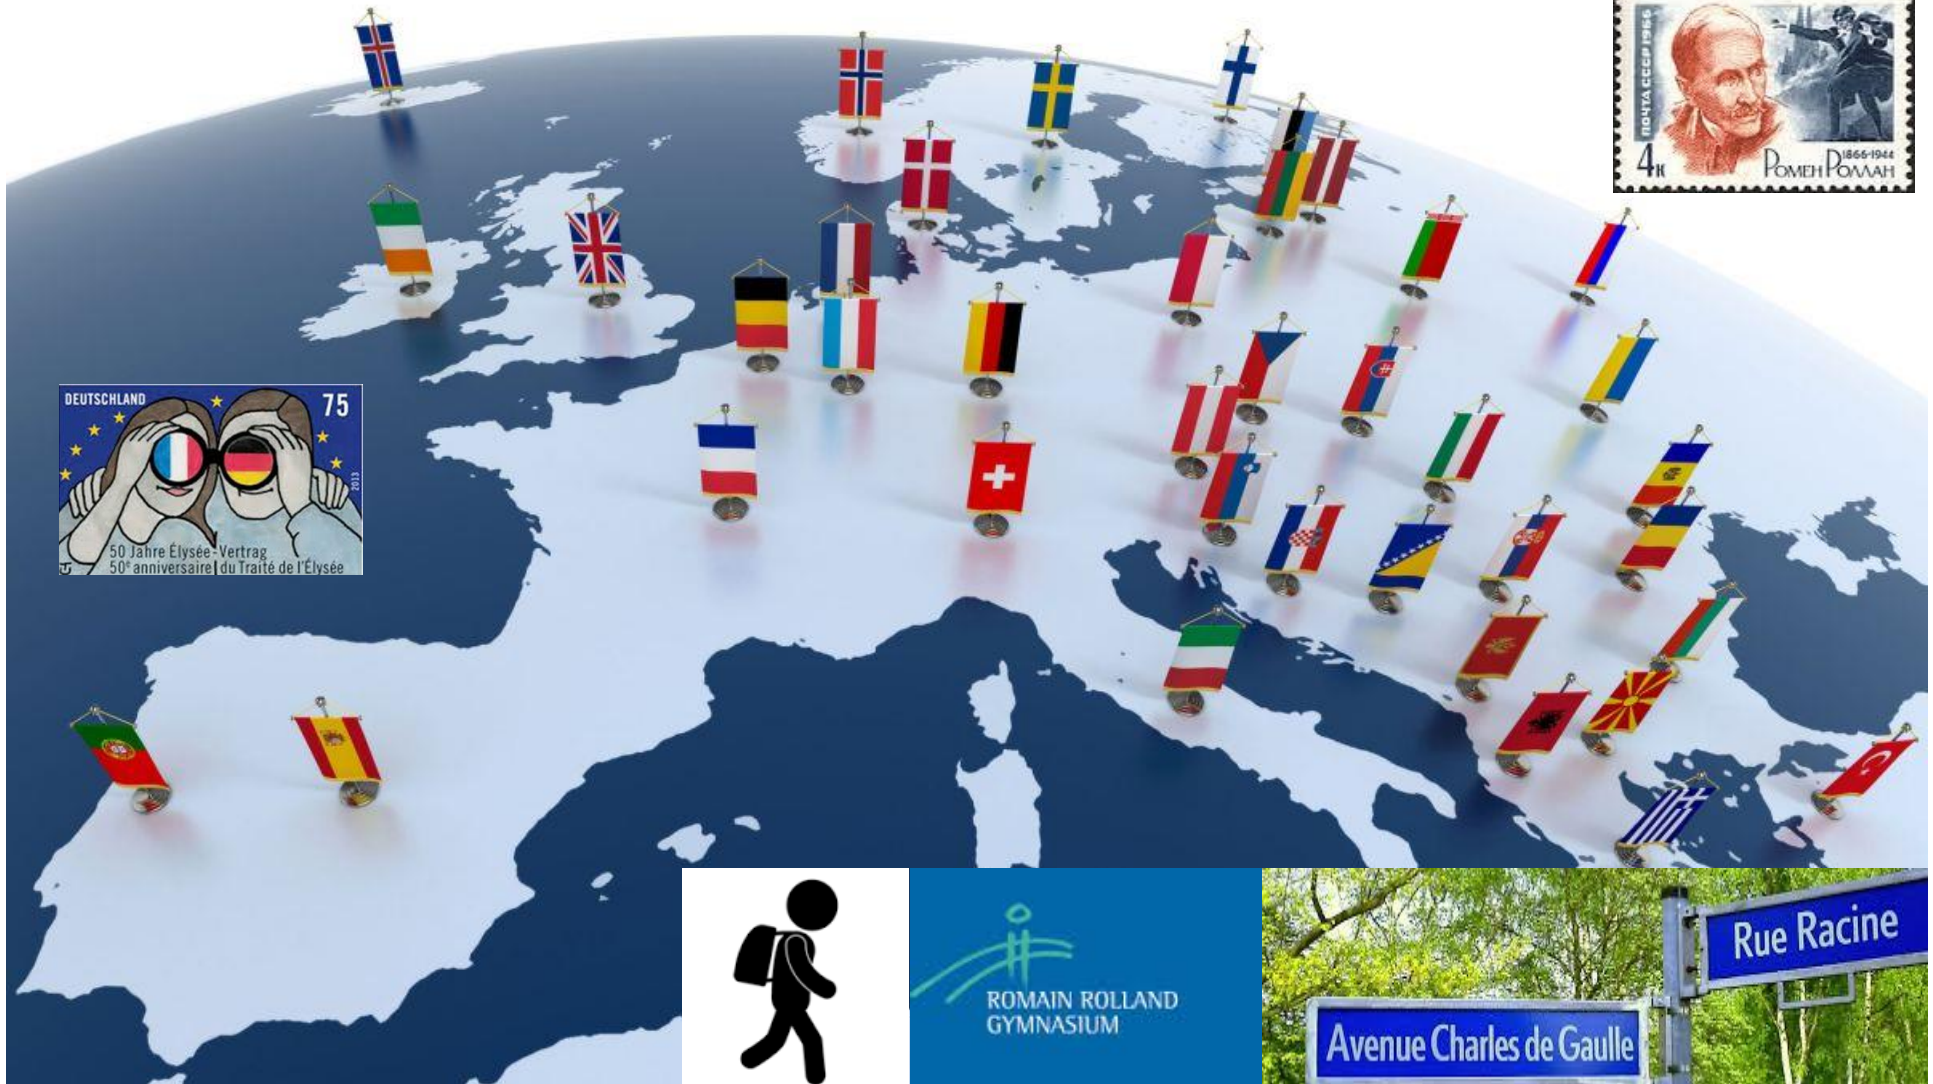 ПОЧТА СССР 1966
4к
РОМЕН РОЛЛАН
1866-1944
DEUTSCHLAND
75
2013
50 Jahre Élysée-Vertrag
50e anniversaire du Traité de l'Élysée
ROMAIN ROLLAND
GYMNASIUM
Rue Racine
Avenue Charles de Gaulle